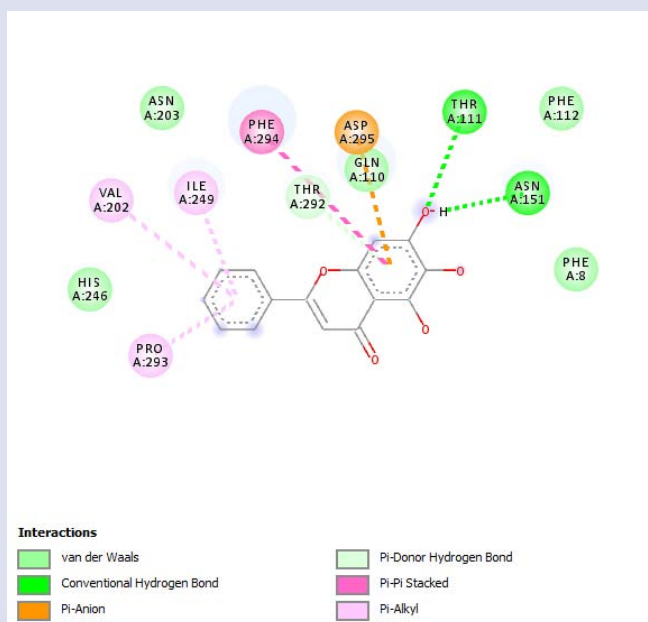 ASN
A:203
PHE
A:294
ASP
A:295
THR
A:111
PHE
A:112
GLN
A:110
VAL
A:202
ILE
A:249
THR
A:292
O-H
ASN
A:151
HIS
A:246
O
O
PHE
A:8
PRO
A:293
O
O
Interactions
van der Waals
Conventional Hydrogen Bond
Pi-Anion
Pi-Donor Hydrogen Bond
Pi-Pi Stacked
Pi-Alkyl